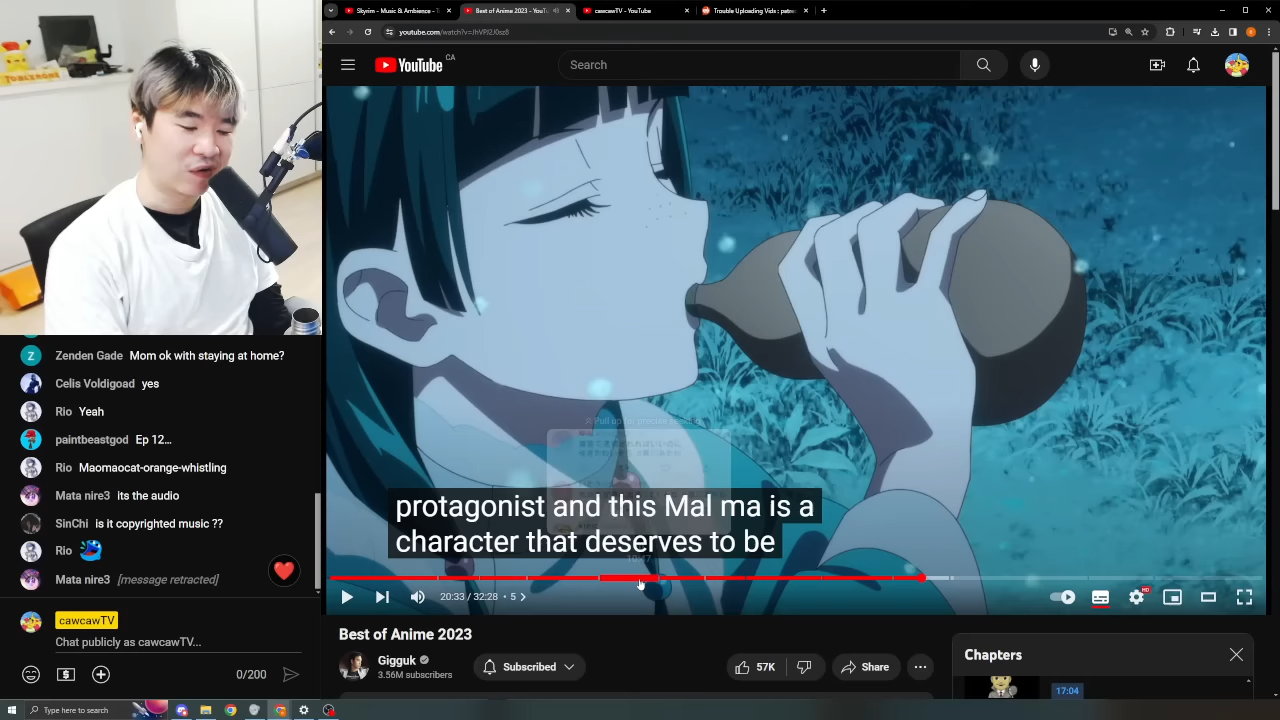 Skyrim - Music & Ambience - T
Best of Anime 2023 - YouTu
cawcawTV - YouTube
Trouble Uploading Vids : patre
youtube.com/watch?v=JhVPJ2J0sz8
YouTube CA
Search
protagonist and this Mal ma is a
character that deserves to be
20:33 / 32:28 • 5
HD
Best of Anime 2023
Gigguk
3.56M subscribers
Subscribed
57K
Share
Chapters
17:04
Zenden Gade Mom ok with staying at home?
Celis Voldigoad yes
Rio Yeah
paintbeastgod Ep 12...
Rio Maomaocat-orange-whistling
Mata nire3 its the audio
SinChi is it copyrighted music ??
Rio
Mata nire3 [message retracted]
cawcawTV
Chat publicly as cawcawTV...
0/200
Type here to search